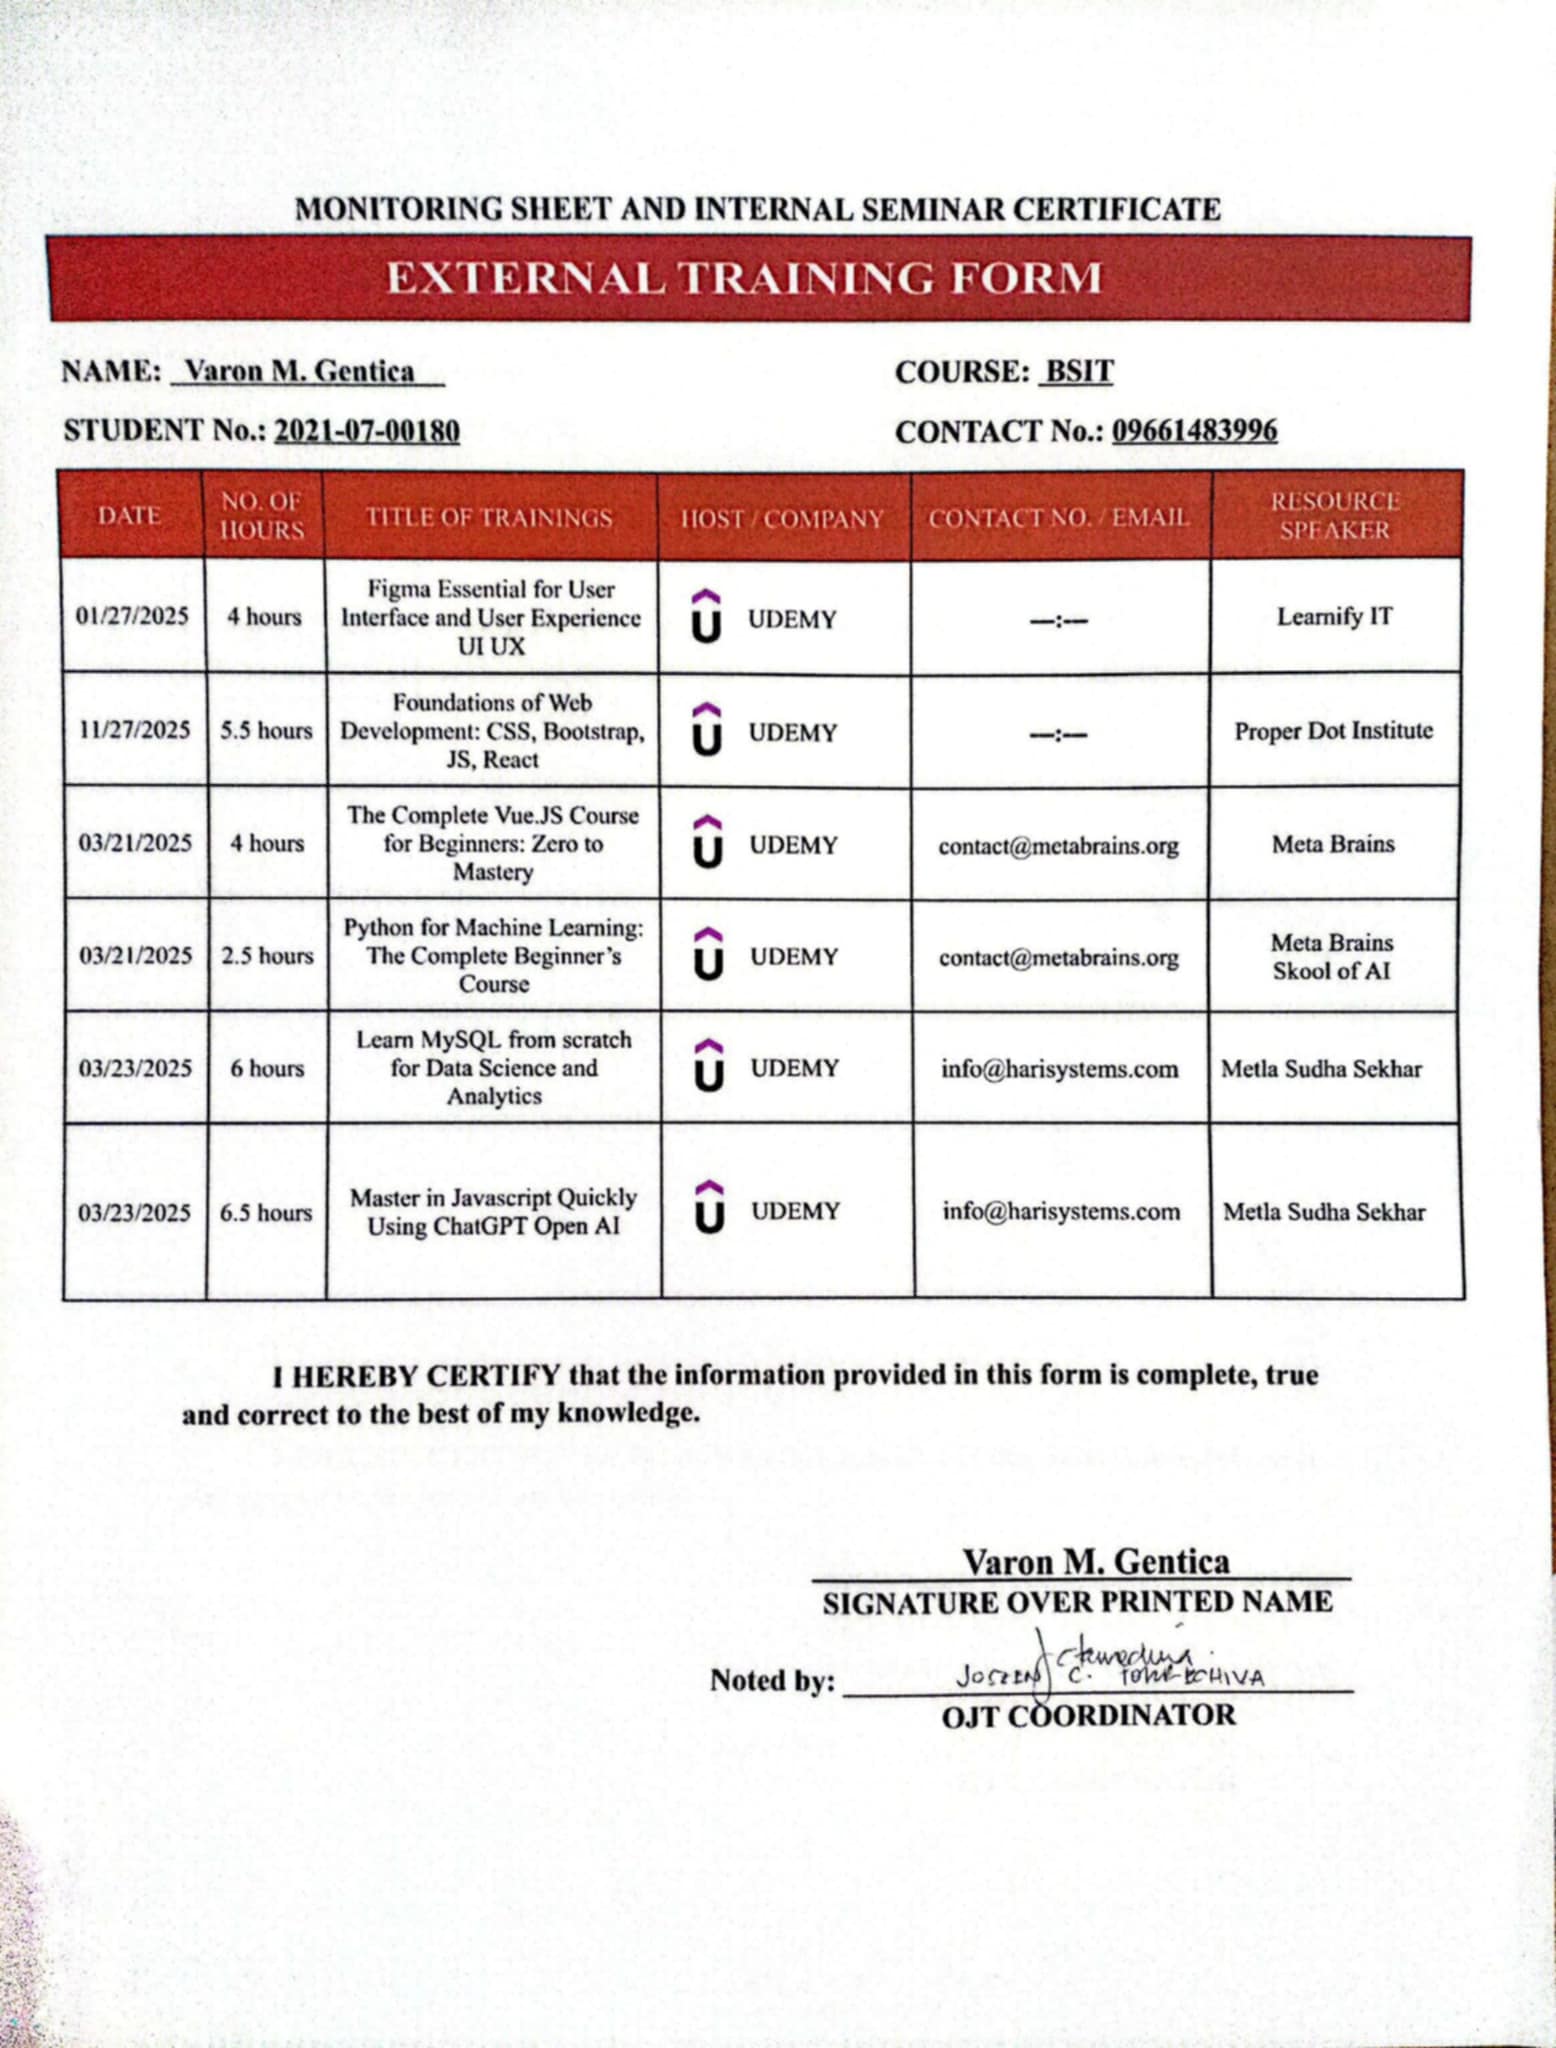 MONITORING SHEET AND INTERNAL SEMINAR CERTIFICATE
EXTERNAL TRAINING FORM
NAME: Varon M. Gentica COURSE: BSIT
STUDENT No.: 2021-07-00180 CONTACT No.: 09661483996
DATE
NO. OF
HOURS
TITLE OF TRAININGS
HOST / COMPANY
CONTACT NO. / EMAIL
RESOURCE
SPEAKER
01/27/2025
4 hours
Figma Essential for User
Interface and User Experience
UI UX
UDEMY
—:—
Learnify IT
11/27/2025
5.5 hours
Foundations of Web
Development: CSS, Bootstrap,
JS, React
UDEMY
—:—
Proper Dot Institute
03/21/2025
4 hours
The Complete Vue.JS Course
for Beginners: Zero to
Mastery
UDEMY
contact@metabrains.org
Meta Brains
03/21/2025
2.5 hours
Python for Machine Learning:
The Complete Beginner's
Course
UDEMY
contact@metabrains.org
Meta Brains
Skool of AI
03/23/2025
6 hours
Learn MySQL from scratch
for Data Science and
Analytics
UDEMY
info@harisystems.com
Metla Sudha Sekhar
03/23/2025
6.5 hours
Master in Javascript Quickly
Using ChatGPT Open AI
UDEMY
info@harisystems.com
Metla Sudha Sekhar
I HEREBY CERTIFY that the information provided in this form is complete, true
and correct to the best of my knowledge.
Varon M. Gentica
SIGNATURE OVER PRINTED NAME
Noted by: C.
OJT COORDINATOR